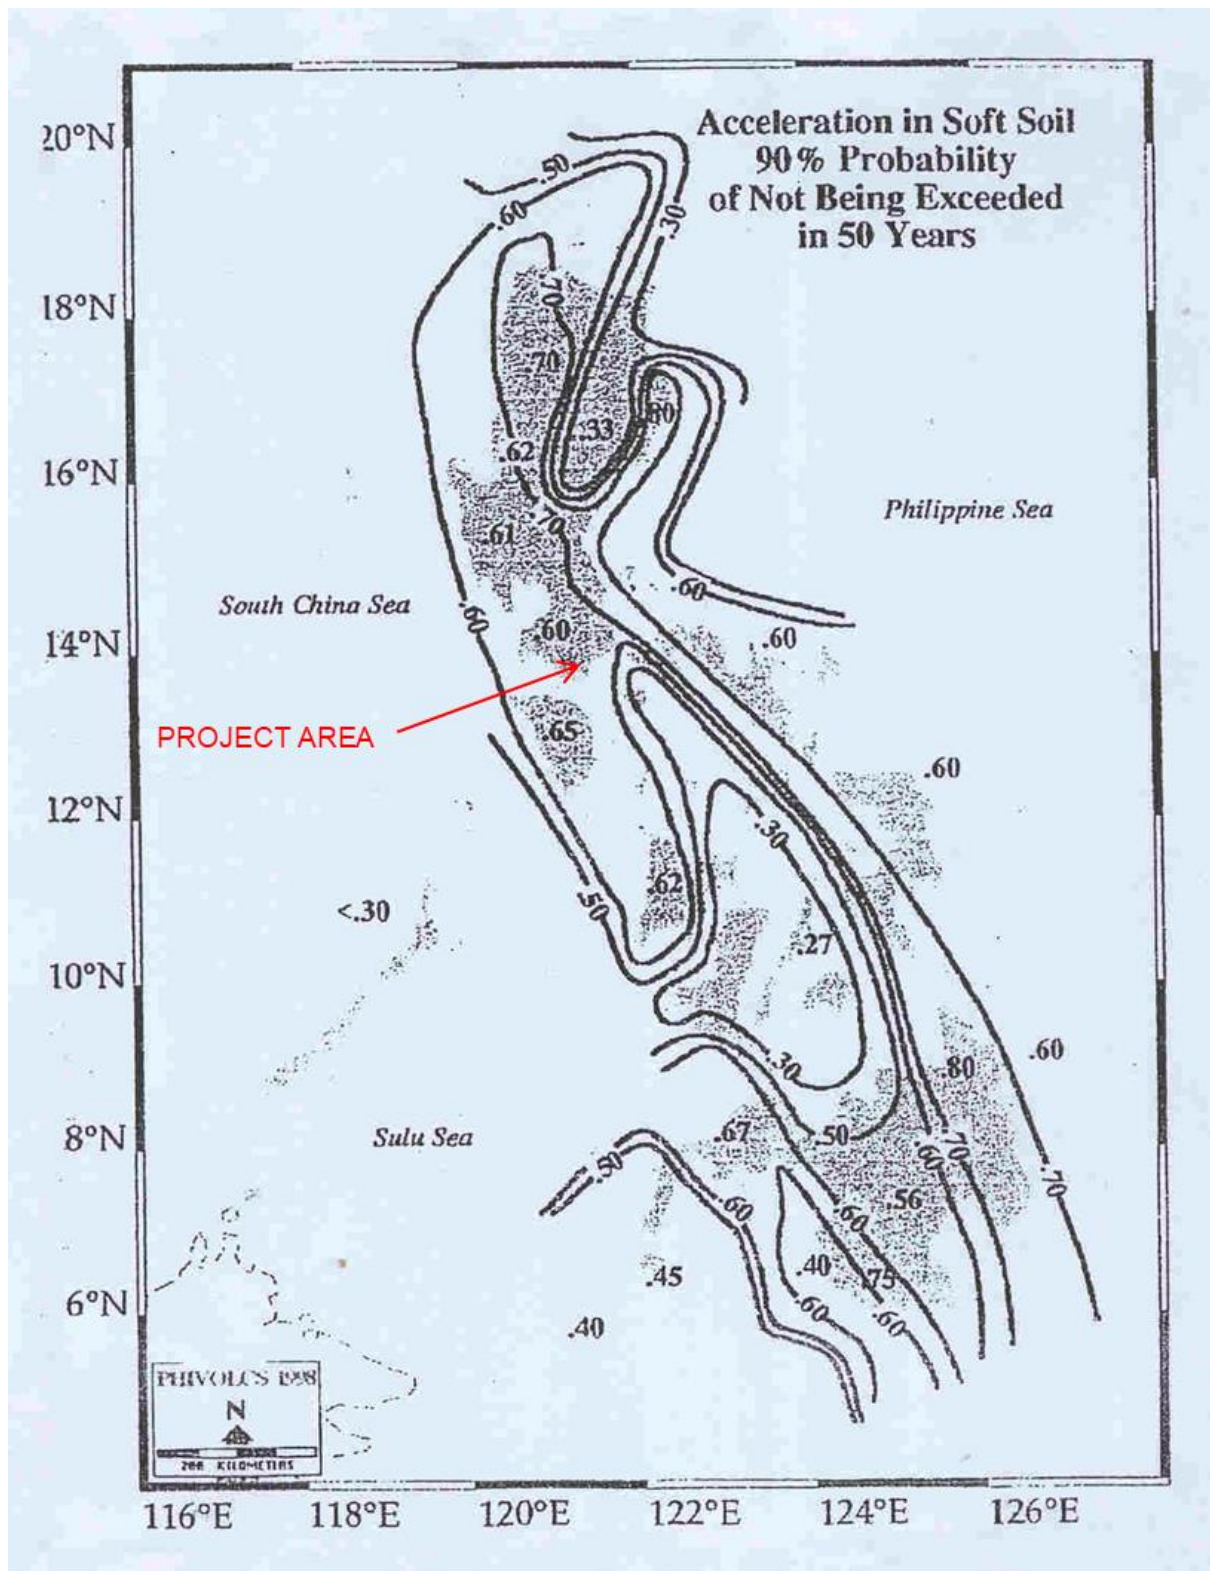 Acceleration in Soft Soil
90% Probability
of Not Being Exceeded
in 50 Years
20°N
18°N
16°N
14°N
12°N
10°N
8°N
6°N
.50
.60
.30
.70
.70
.80
.33
.62
.70
.61
Philippine Sea
South China Sea
.60
.60
.60
.60
PROJECT AREA
.65
.60
.30
.62
.50
<.30
.27
.30
.60
.80
Sulu Sea
.67
.50
.60
.70
.70
.50
.60
.60
.56
.45
.40
.75
.60
.60
.40
PHIVOLCS 1998
N
200 KILOMETERS
116°E 118°E 120°E 122°E 124°E 126°E